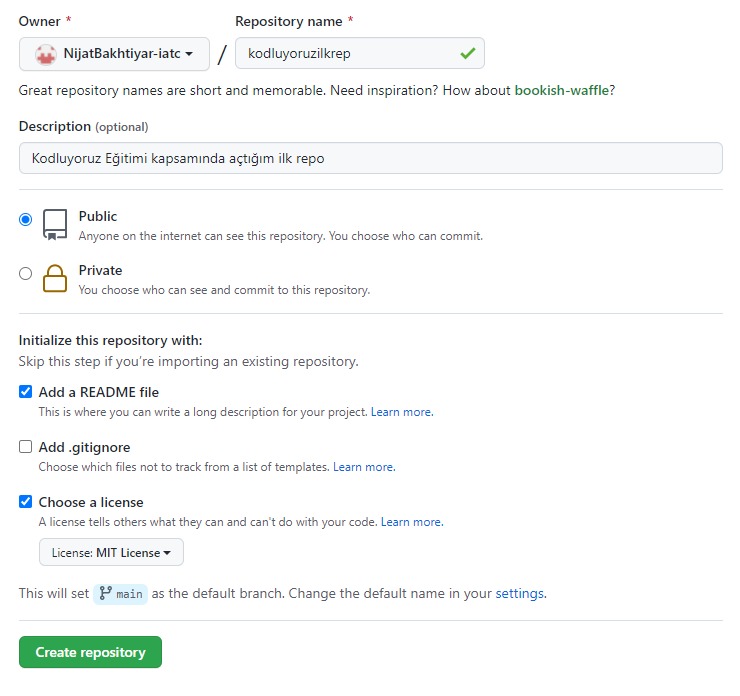 Owner * Repository name *
NijatBakhtiyar-iatc / kodluyoruzilkrep
Great repository names are short and memorable. Need inspiration? How about bookish-waffle?
Description (optional)
Kodluyoruz Eğitimi kapsamında açtığım ilk repo
Public
Anyone on the internet can see this repository. You choose who can commit.
Private
You choose who can see and commit to this repository.
Initialize this repository with:
Skip this step if you're importing an existing repository.
Add a README file
This is where you can write a long description for your project. Learn more.
Add .gitignore
Choose which files not to track from a list of templates. Learn more.
Choose a license
A license tells others what they can and can't do with your code. Learn more.
License: MIT License
This will set main as the default branch. Change the default name in your settings.
Create repository